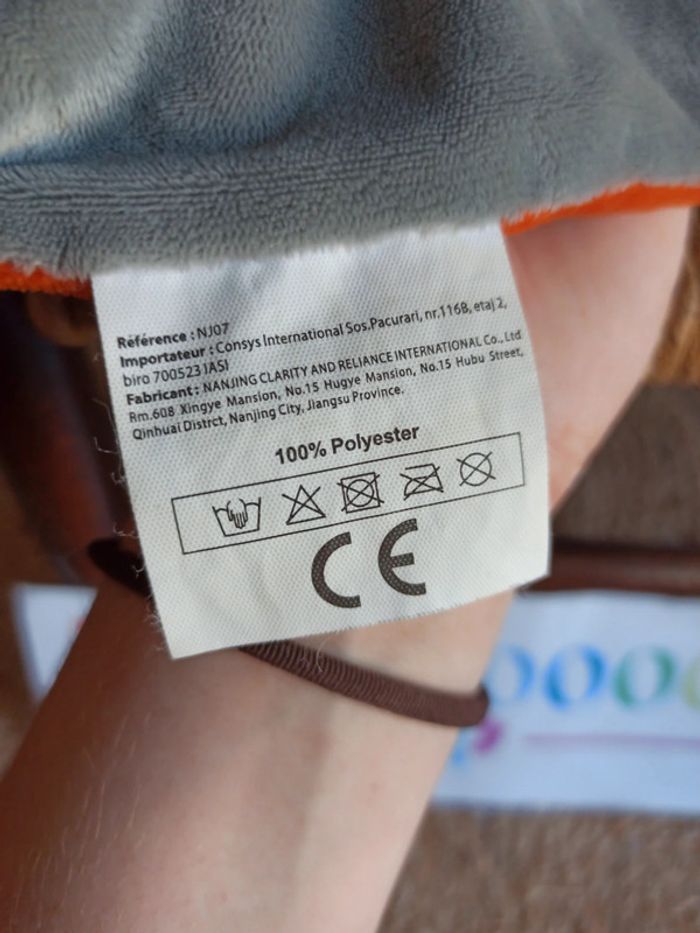 Référence : NJ07
Importateur : Consys International Sos.Pacurari, nr.116B, etaj 2,
biro 700523 IASI
Fabricant : NANJING CLARITY AND RELIANCE INTERNATIONAL Co., Ltd
Rm.608 Xingye Mansion, No.15 Hugye Mansion, No.15 Hubu Street,
Qinhuai Distrct, Nanjing City, Jiangsu Province.
100% Polyester
CE